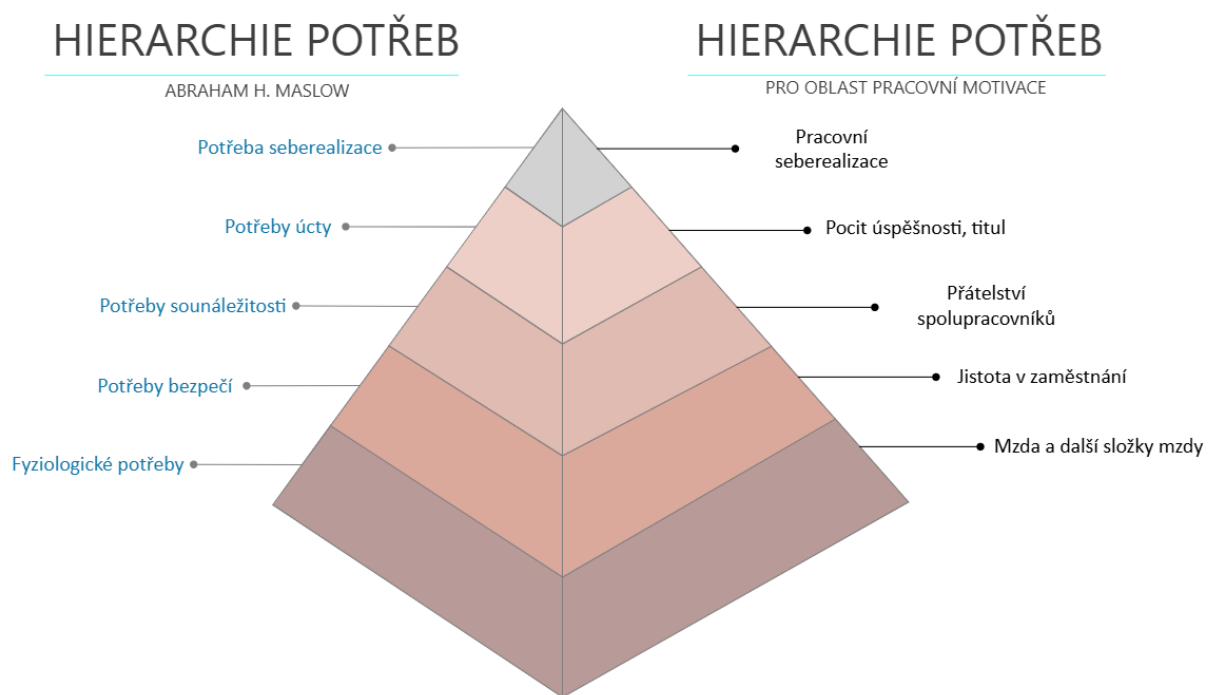 HIERARCHIE POTŘEB
ABRAHAM H. MASLOW
Potřeba seberealizace
Potřeby úcty
Potřeby sounáležitosti
Potřeby bezpečí
Fyziologické potřeby
HIERARCHIE POTŘEB
PRO OBLAST PRACOVNÍ MOTIVACE
Pracovní
seberealizace
Pocit úspěšnosti, titul
Přátelství
spolupracovníků
Jistota v zaměstnání
Mzda a další složky mzdy